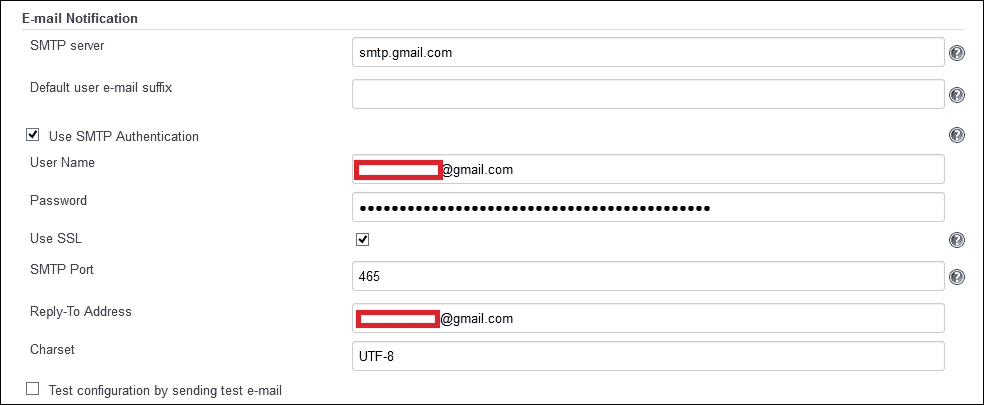 E-mail Notification
SMTP server
smtp.gmail.com
Default user e-mail suffix
Use SMTP Authentication
User Name
@gmail.com
Password
••••••••••••••••••••••••••••••••••••••••••••
Use SSL
SMTP Port
465
Reply-To Address
@gmail.com
Charset
UTF-8
Test configuration by sending test e-mail